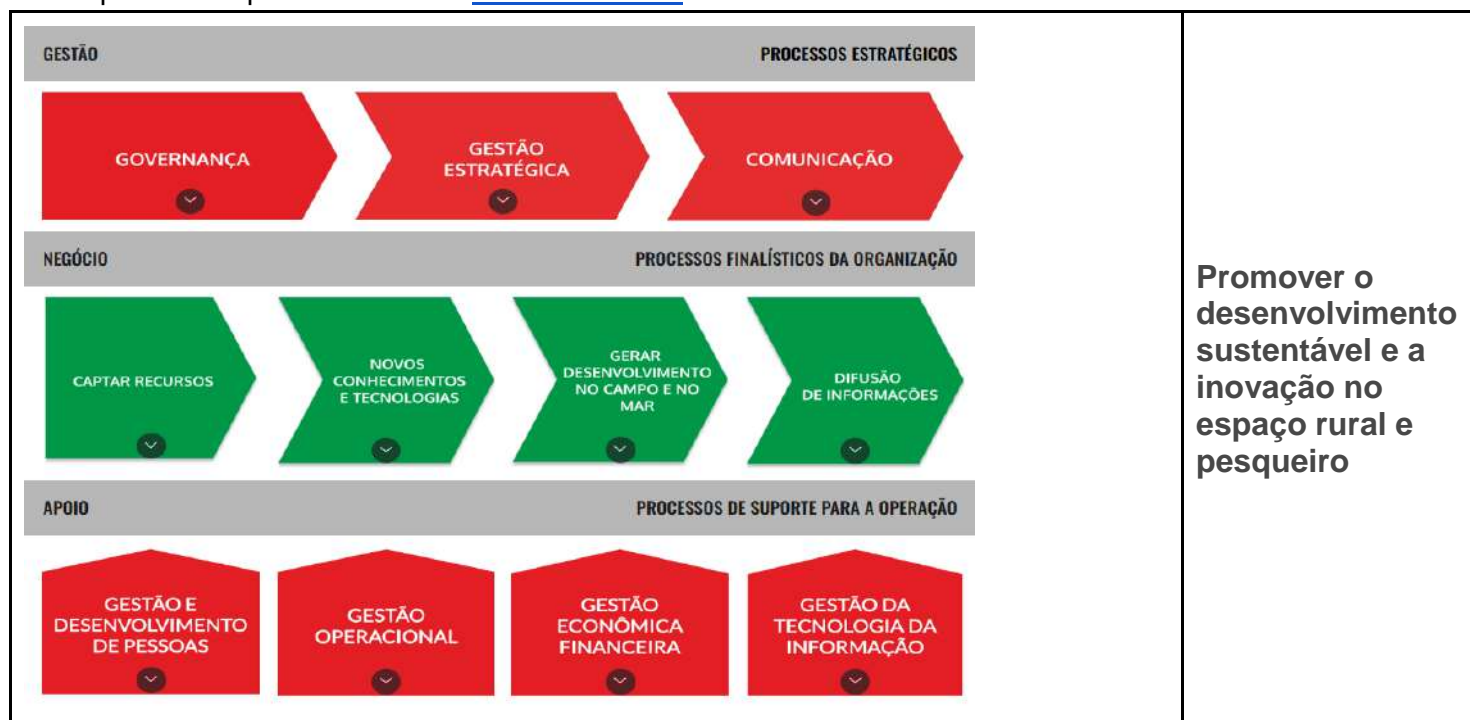 GESTÃO PROCESSOS ESTRATÉGICOS
GOVERNANÇA
GESTÃO
ESTRATÉGICA
COMUNICAÇÃO
NEGÓCIO PROCESSOS FINALÍSTICOS DA ORGANIZAÇÃO
CAPTAR RECURSOS
NOVOS
CONHECIMENTOS
E TECNOLOGIAS
GERAR
DESENVOLVIMENTO
NO CAMPO E NO
MAR
DIFUSÃO
DE INFORMAÇÕES
APOIO PROCESSOS DE SUPORTE PARA A OPERAÇÃO
GESTÃO E
DESENVOLVIMENTO
DE PESSOAS
GESTÃO
OPERACIONAL
GESTÃO
ECONÔMICA
FINANCEIRA
GESTÃO DA
TECNOLOGIA DA
INFORMAÇÃO
Promover o
desenvolvimento
sustentável e a
inovação no
espaço rural e
pesqueiro